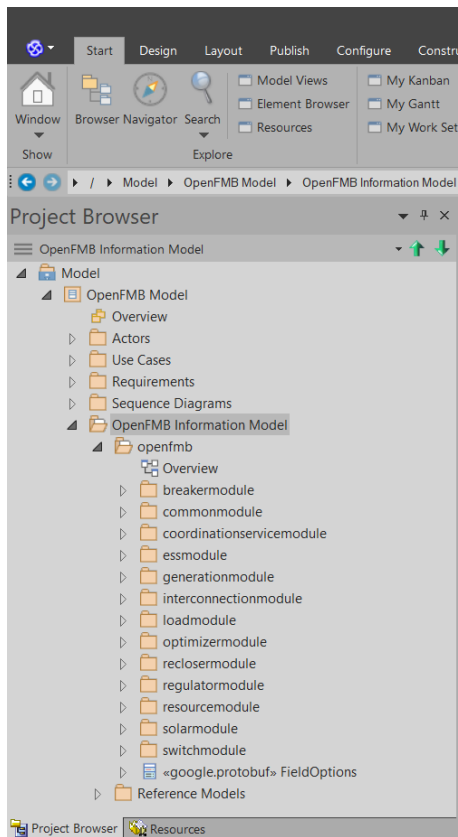 Start Design Layout Publish Configure Constru
Window Browser Navigator Search
Model Views
Element Browser
Resources
My Kanban
My Gantt
My Work Set
Show Explore
/ Model OpenFMB Model OpenFMB Information Model
Project Browser
OpenFMB Information Model
Model
OpenFMB Model
Overview
Actors
Use Cases
Requirements
Sequence Diagrams
OpenFMB Information Model
openfmb
Overview
breakermodule
commonmodule
coordinationservicemodule
essmodule
generationmodule
interconnectionmodule
loadmodule
optimizermodule
reclosermodule
regulatormodule
resourcemodule
solarmodule
switchmodule
«google.protobuf» FieldOptions
Reference Models
Project Browser Resources